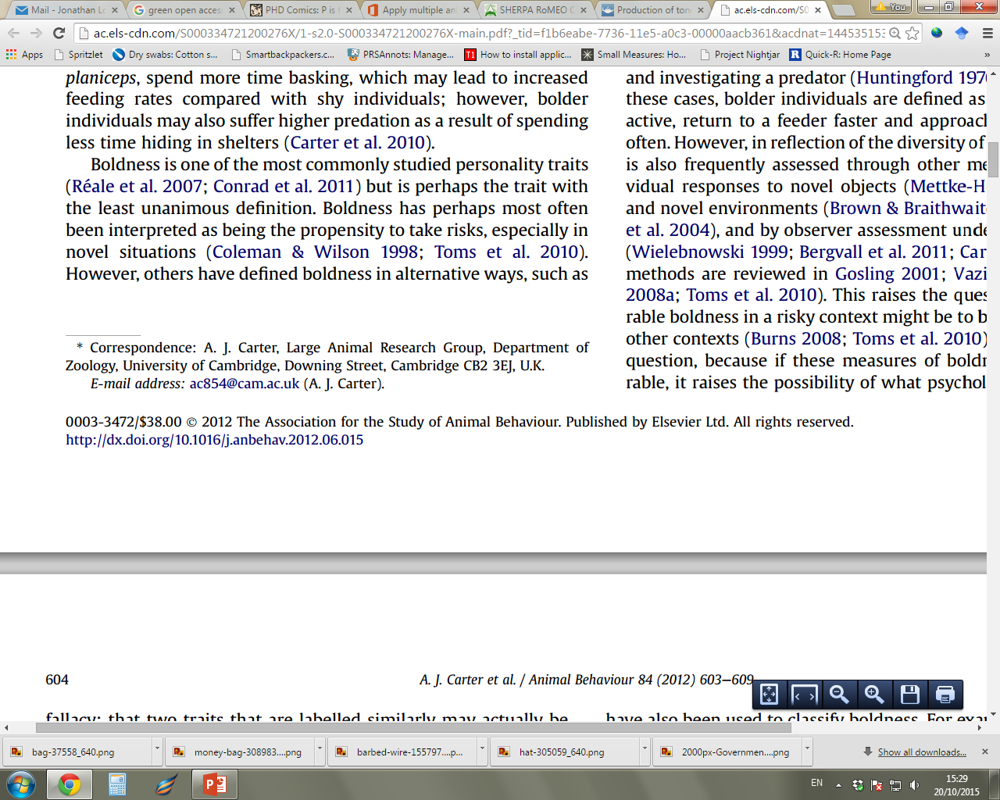 Mail - Jonathan Lo
green open access
PHD Comics: P is f
Apply multiple ani
SHERPA RoMEO C
Production of ton
ac.els-cdn.com/S0
You
ac.els-cdn.com/S000334721200276X/1-s2.0-S000334721200276X-main.pdf?_tid=f1b6eabe-7736-11e5-a0c3-00000aacb361&acdnat=144535153
Apps
Spritzlet
Dry swabs: Cotton s...
Smartbackpackers.c...
PRSAnnots: Manage...
How to install applic...
Small Measures: Ho...
Project Nightjar
Quick-R: Home Page
»
planiceps, spend more time basking, which may lead to increased
feeding rates compared with shy individuals; however, bolder
individuals may also suffer higher predation as a result of spending
less time hiding in shelters (Carter et al. 2010).
Boldness is one of the most commonly studied personality traits
(Réale et al. 2007; Conrad et al. 2011) but is perhaps the trait with
the least unanimous definition. Boldness has perhaps most often
been interpreted as being the propensity to take risks, especially in
novel situations (Coleman & Wilson 1998; Toms et al. 2010).
However, others have defined boldness in alternative ways, such as
* Correspondence: A. J. Carter, Large Animal Research Group, Department of
Zoology, University of Cambridge, Downing Street, Cambridge CB2 3EJ, U.K.
E-mail address: ac854@cam.ac.uk (A. J. Carter).
and investigating a predator (Huntingford 1976
these cases, bolder individuals are defined as
active, return to a feeder faster and approach
often. However, in reflection of the diversity of
is also frequently assessed through other me
vidual responses to novel objects (Mettke-H
and novel environments (Brown & Braithwait
et al. 2004), and by observer assessment unde
(Wielebnowski 1999; Bergvall et al. 2011; Car
methods are reviewed in Gosling 2001; Vazi
2008a; Toms et al. 2010). This raises the ques
rable boldness in a risky context might be to b
other contexts (Burns 2008; Toms et al. 2010)
question, because if these measures of boldn
rable, it raises the possibility of what psychol
0003-3472/$38.00 © 2012 The Association for the Study of Animal Behaviour. Published by Elsevier Ltd. All rights reserved.
http://dx.doi.org/10.1016/j.anbehav.2012.06.015
604
A. J. Carter et al. / Animal Behaviour 84 (2012) 603–609
fallacy: that two traits that are labelled similarly may actually be
have also been used to classify boldness. For exa
bag-37558_640.png
money-bag-308983....png
barbed-wire-155797....p...
hat-305059_640.png
2000px-Governmen....png
Show all downloads...
EN
15:29
20/10/2015